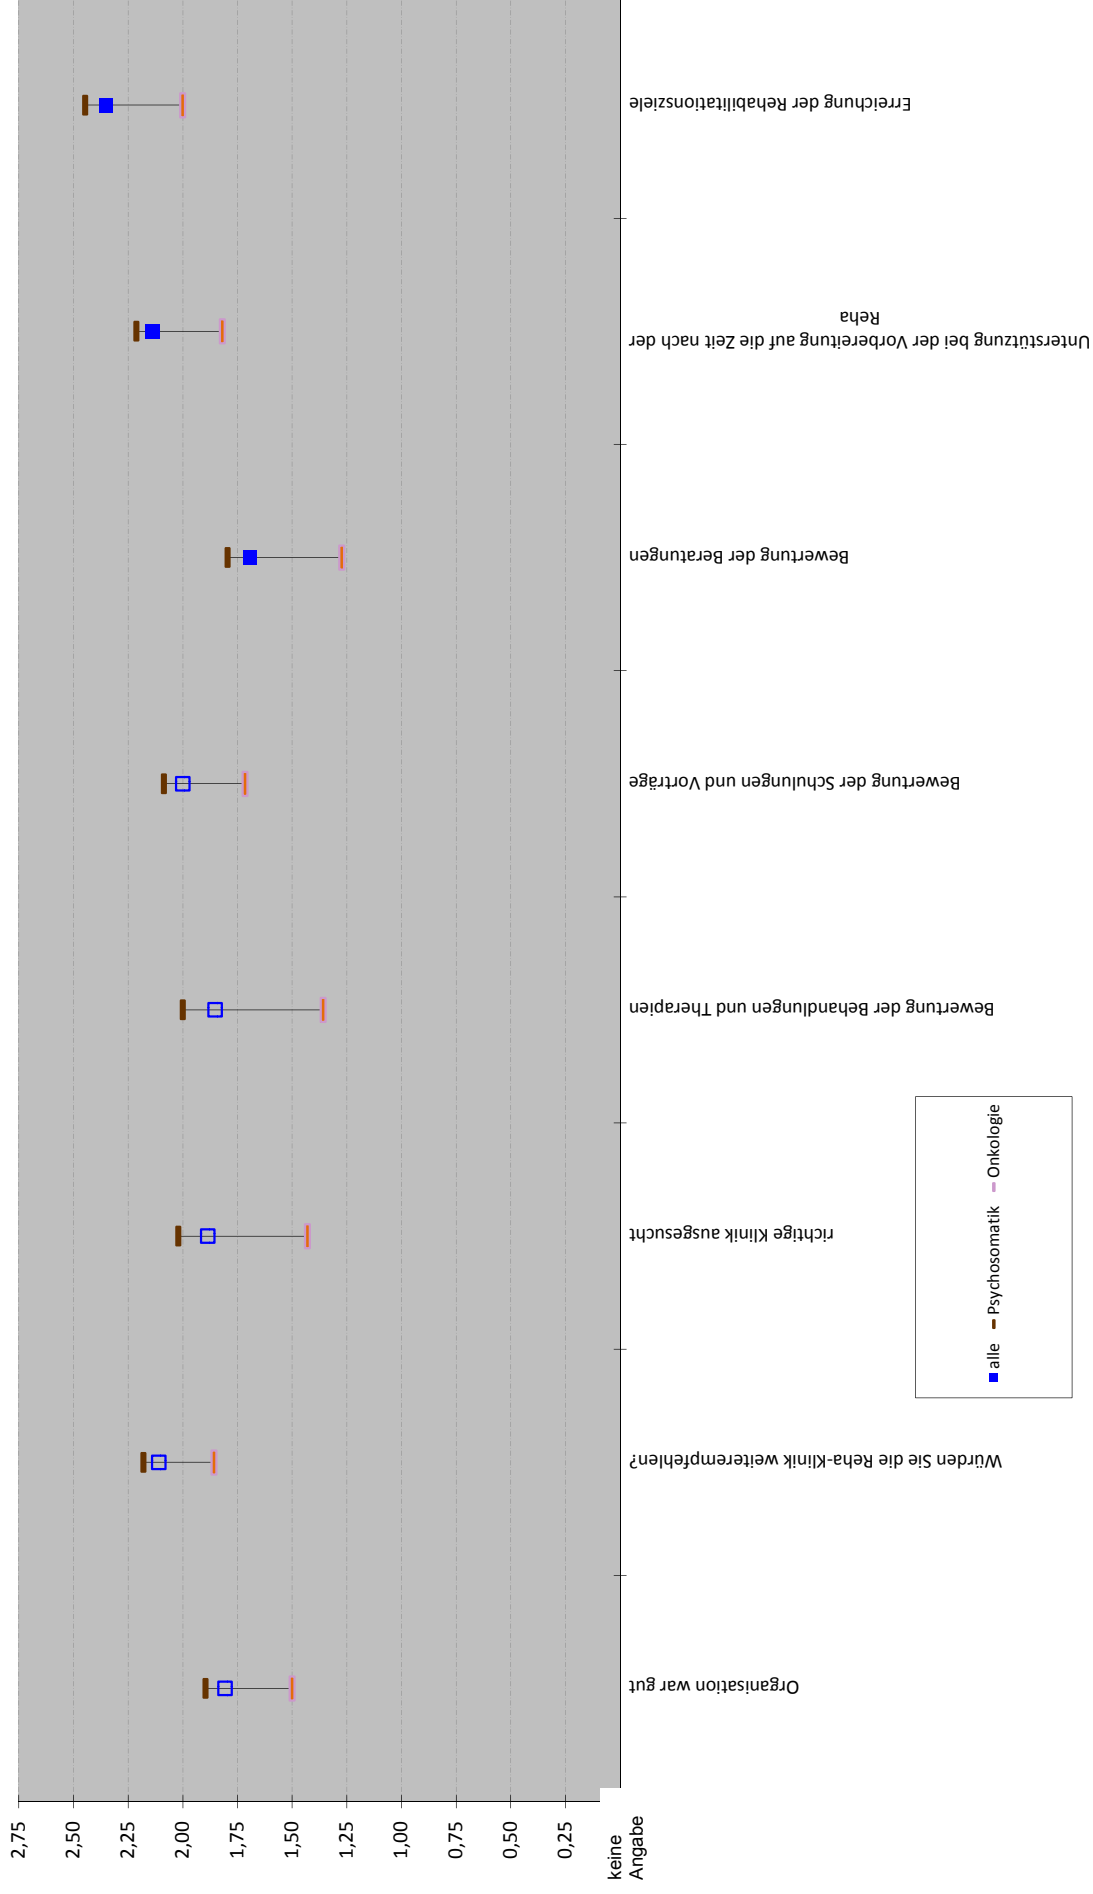 Erreichung der Rehabilitationsziele
Unterstützung bei der Vorbereitung auf die Zeit nach der
Reha
Bewertung der Beratungen
Bewertung der Schulungen und Vorträge
Bewertung der Behandlungen und Therapien
richtige Klinik ausgesucht
Würden Sie die Reha-Klinik weiterempfehlen?
Organisation war gut
alle Psychosomatik Onkologie
2,75
2,50
2,25
2,00
1,75
1,50
1,25
1,00
0,75
0,50
0,25
keine
Angabe